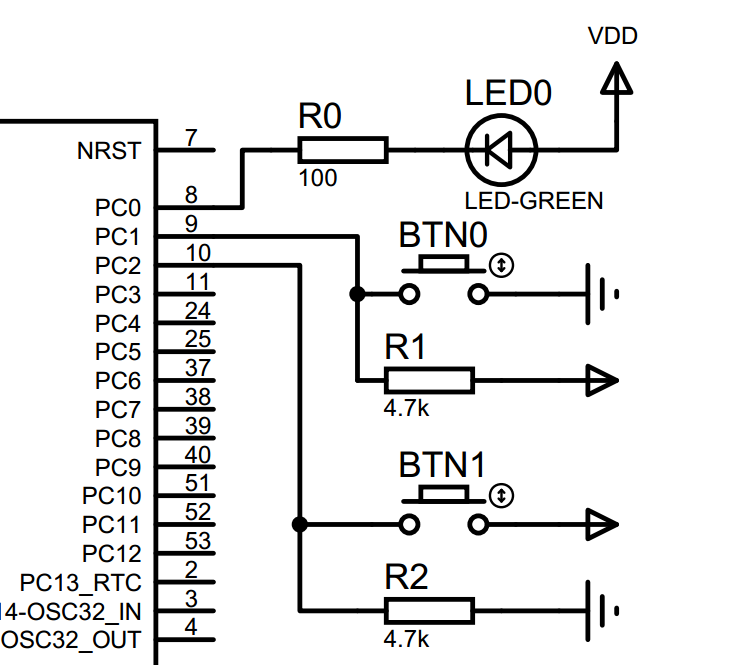 VDD
LED0
R0
100
LED-GREEN
NRST 7
PC0 8
PC1 9
PC2 10
PC3 11
PC4 24
PC5 25
PC6 37
PC7 38
PC8 39
PC9 40
PC10 51
PC11 52
PC12 53
PC13_RTC 2
14-OSC32_IN 3
OSC32_OUT 4
BTN0
R1
4.7k
BTN1
R2
4.7k